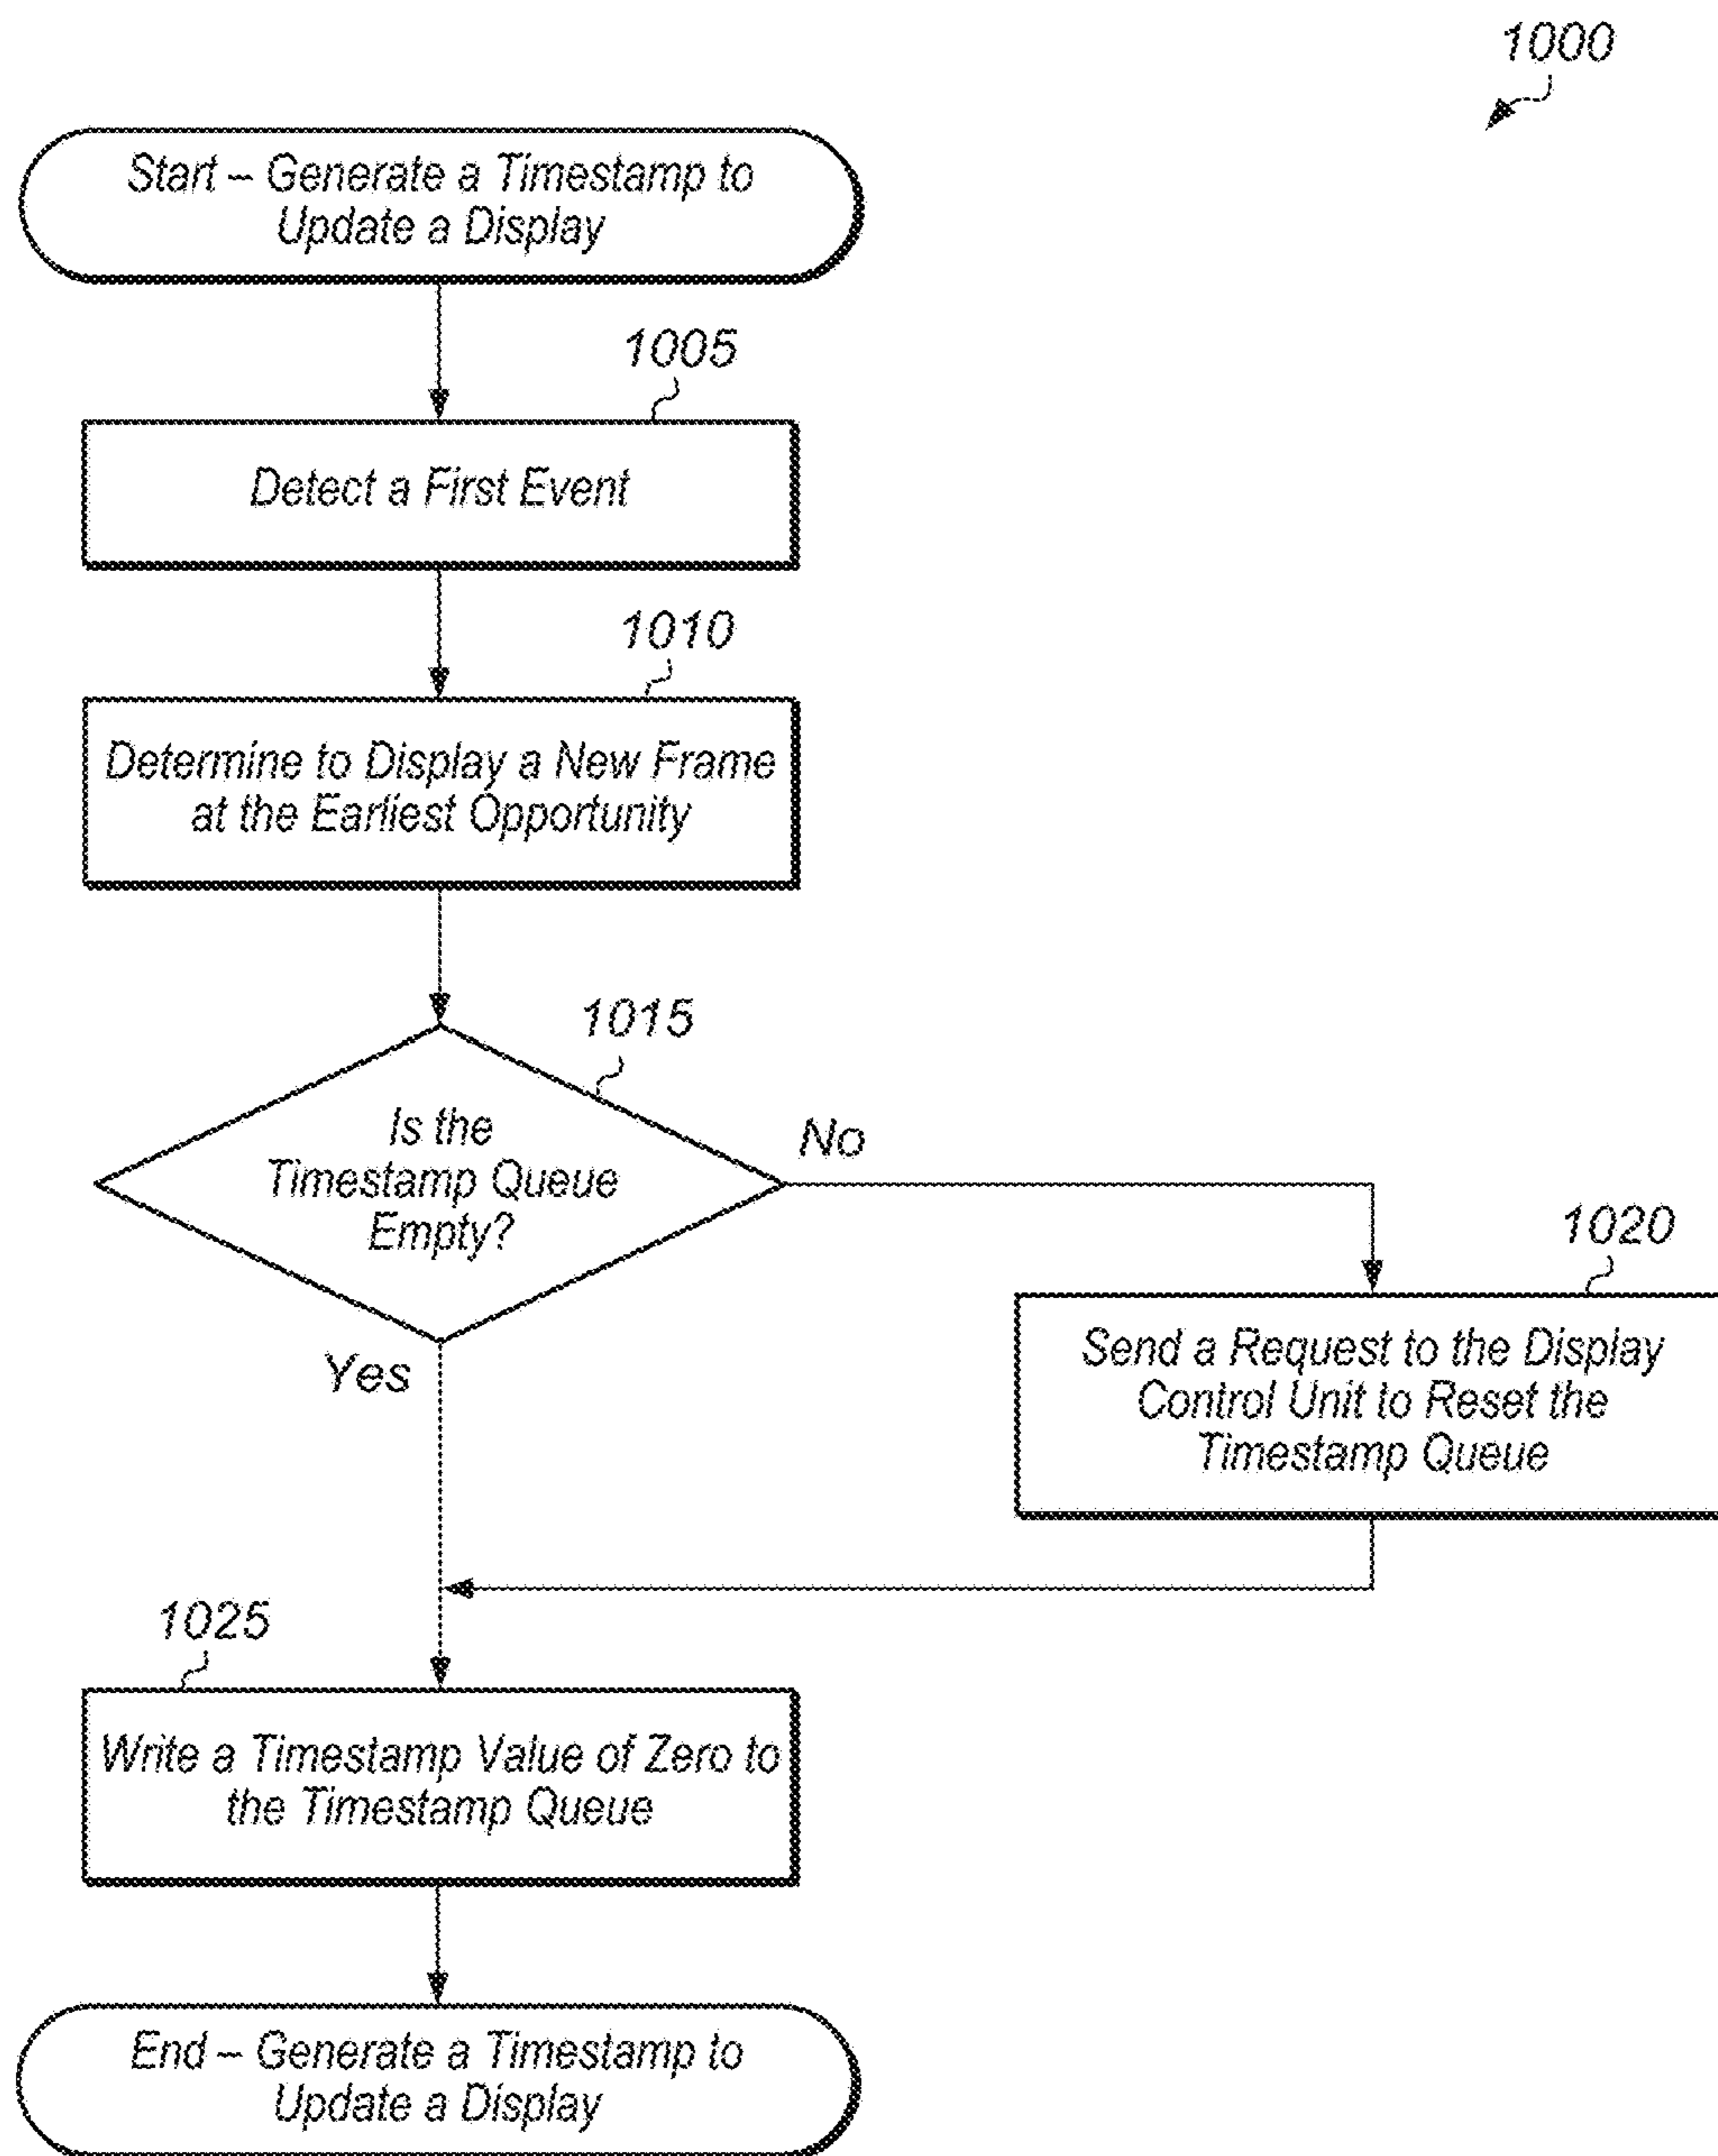 1000
Start – Generate a Timestamp to
Update a Display
1005
Detect a First Event
1010
Determine to Display a New Frame
at the Earliest Opportunity
1015
Is the
Timestamp Queue
Empty?
No
Yes
1020
Send a Request to the Display
Control Unit to Reset the
Timestamp Queue
1025
Write a Timestamp Value of Zero to
the Timestamp Queue
End – Generate a Timestamp to
Update a Display